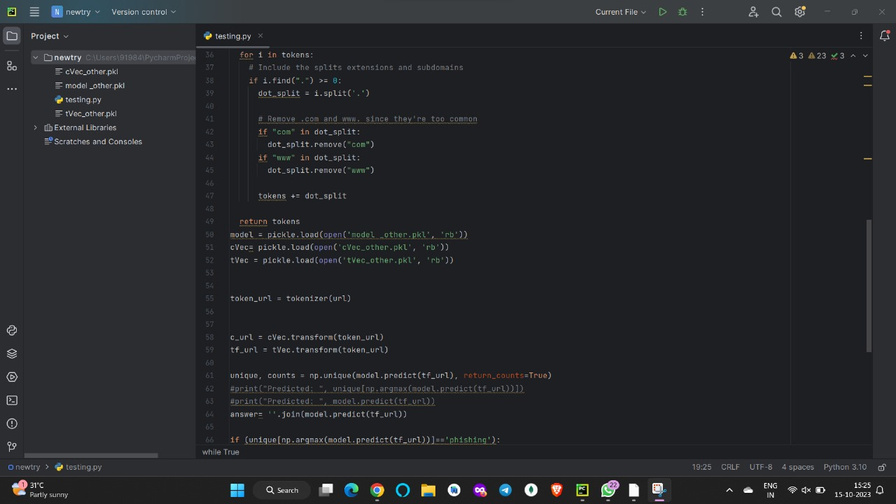 N newtry
Version control
Current File
Project
testing.py
newtry C:\Users\91984\PycharmProj
cVec_other.pkl
model _other.pkl
testing.py
tVec_other.pkl
External Libraries
Scratches and Consoles
3 23 3
36 for i in tokens:
37 # Include the splits extensions and subdomains
38 if i.find(".") >= 0:
39 dot_split = i.split('.')
40
41 # Remove .com and www. since they're too common
42 if "com" in dot_split:
43 dot_split.remove("com")
44 if "www" in dot_split:
45 dot_split.remove("www")
46
47 tokens += dot_split
48
49 return tokens
50 model = pickle.load(open('model _other.pkl', 'rb'))
51 cVec= pickle.load(open('cVec_other.pkl', 'rb'))
52 tVec = pickle.load(open('tVec_other.pkl', 'rb'))
53
54
55 token_url = tokenizer(url)
56
57
58 c_url = cVec.transform(token_url)
59 tf_url = tVec.transform(token_url)
60
61 unique, counts = np.unique(model.predict(tf_url), return_counts=True)
62 #print("Predicted: ", unique[np.argmax(model.predict(tf_url))])
63 #print("Predicted: ", model.predict(tf_url))
64 answer= ''.join(model.predict(tf_url))
65
66 if (unique[np.argmax(model.predict(tf_url))]=='phishing'):
while True
newtry > testing.py
19:25 CRLF UTF-8 4 spaces Python 3.10
31°C
Partly sunny
Search
22
ENG
IN
15:25
15-10-2023